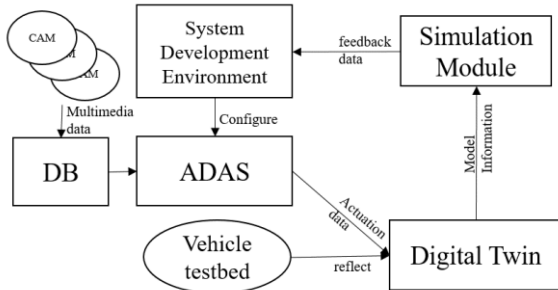 CAM
M
AM
Multimedia
data
DB
System
Development
Environment
Configure
ADAS
feedback
data
Simulation
Module
Model
Information
Actuation
data
Vehicle
testbed
reflect
Digital Twin